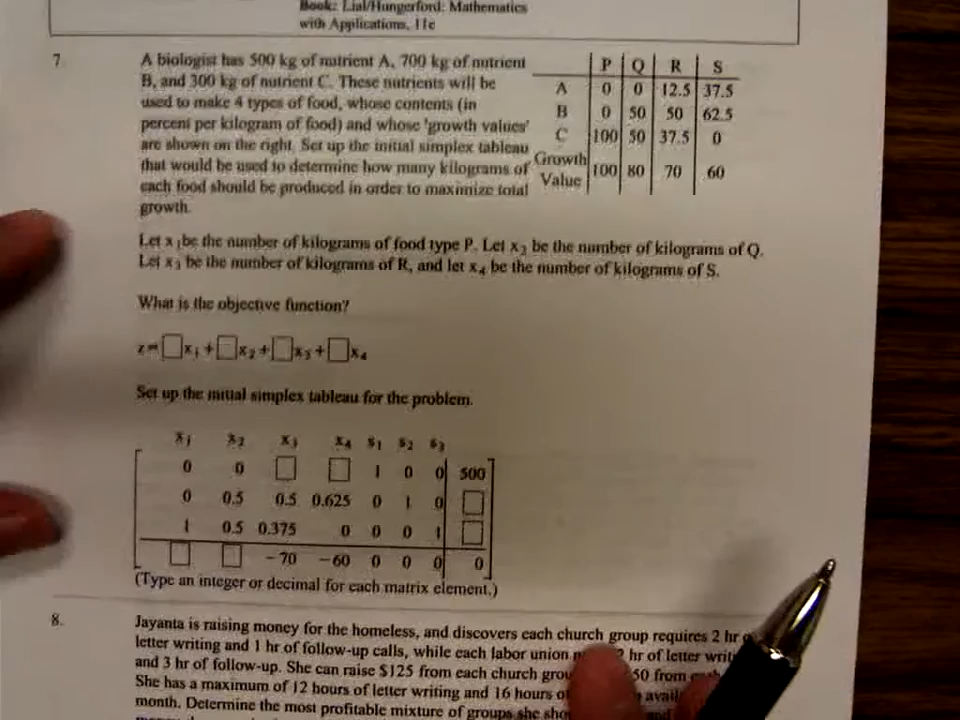 Book: Lial/Hungerford: Mathematics
with Applications, 11e
7. A biologist has 500 kg of nutrient A, 700 kg of nutrient
B, and 300 kg of nutrient C. These nutrients will be
used to make 4 types of food, whose contents (in
percent per kilogram of food) and whose 'growth values'
are shown on the right. Set up the initial simplex tableau
that would be used to determine how many kilograms of
each food should be produced in order to maximize total
growth.
P Q R S
A 0 0 12.5 37.5
B 0 50 50 62.5
C 100 50 37.5 0
Growth
Value 100 80 70 60
Let x₁ be the number of kilograms of food type P. Let x₂ be the number of kilograms of Q.
Let x₃ be the number of kilograms of R, and let x₄ be the number of kilograms of S.
What is the objective function?
z = □x₁ + □x₂ + □x₃ + □x₄
Set up the initial simplex tableau for the problem.
x₁ x₂ x₃ x₄ s₁ s₂ s₃
0 0 □ □ 1 0 0 500
0 0.5 0.5 0.625 0 1 0 □
1 0.5 0.375 0 0 0 1 □
□ □ −70 −60 0 0 0 0
(Type an integer or decimal for each matrix element.)
8. Jayanta is raising money for the homeless, and discovers each church group requires 2 hr
letter writing and 1 hr of follow-up calls, while each labor union 2 hr of letter
and 3 hr of follow-up. She can raise $125 from each church 50 from
She has a maximum of 12 hours of letter writing and 16 hours
month. Determine the most profitable mixture of groups she and